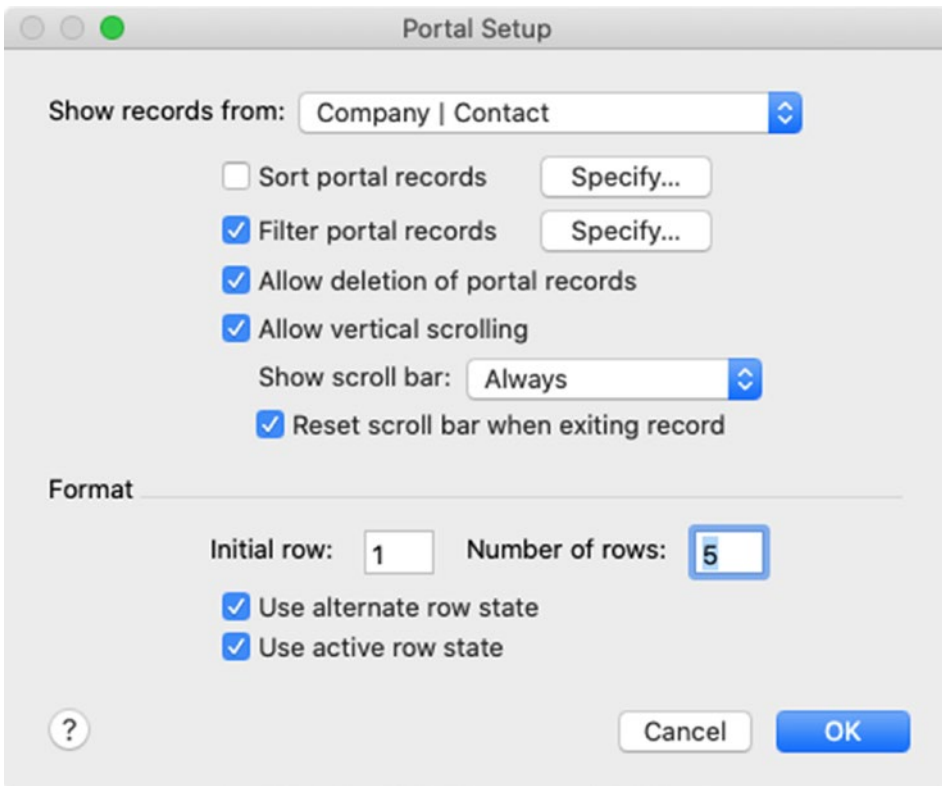 Portal Setup
Show records from: Company | Contact
Sort portal records Specify...
Filter portal records Specify...
Allow deletion of portal records
Allow vertical scrolling
Show scroll bar: Always
Reset scroll bar when exiting record
Format
Initial row: 1 Number of rows: 5
Use alternate row state
Use active row state
? Cancel OK